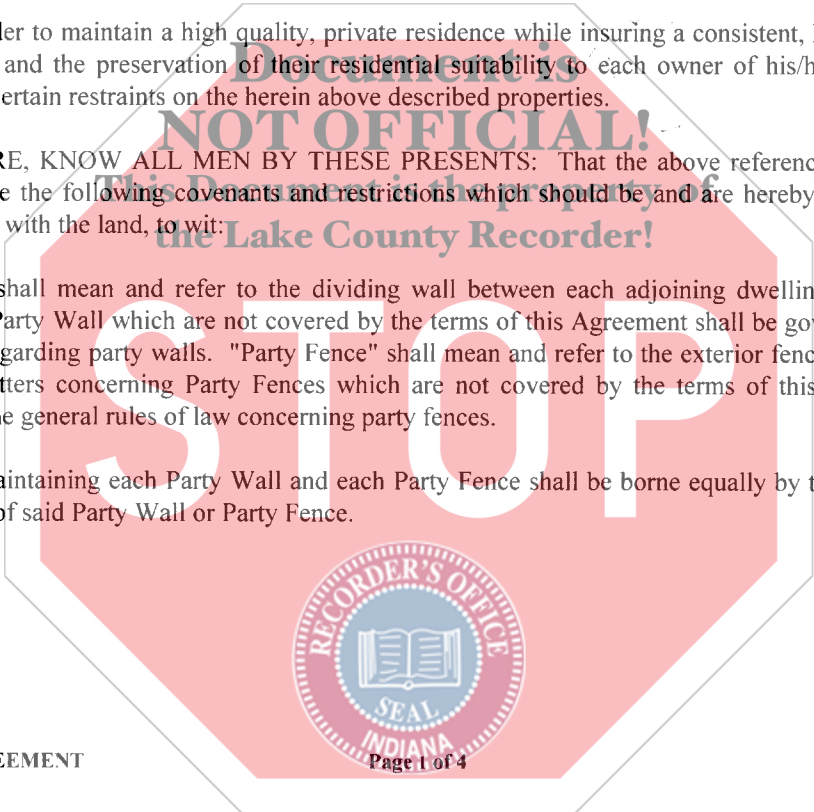 ler to maintain a high quality, private residence while insuring a consistent,
and the preservation of their residential suitability to each owner of his/h
ertain restraints on the herein above described properties.
RE, KNOW ALL MEN BY THESE PRESENTS: That the above referenc
e the following covenants and restrictions which should be and are hereby
with the land, to wit:
shall mean and refer to the dividing wall between each adjoining dwellin
Party Wall which are not covered by the terms of this Agreement shall be go
garding party walls. "Party Fence" shall mean and refer to the exterior fenc
tters concerning Party Fences which are not covered by the terms of this
e general rules of law concerning party fences.
aintaining each Party Wall and each Party Fence shall be borne equally by t
of said Party Wall or Party Fence.
EEMENT
Page 1 of 4
Document is
NOT OFFICIAL!
This Document is the property of
the Lake County Recorder!
STOP
RECORDER'S OFFICE
SEAL
INDIANA